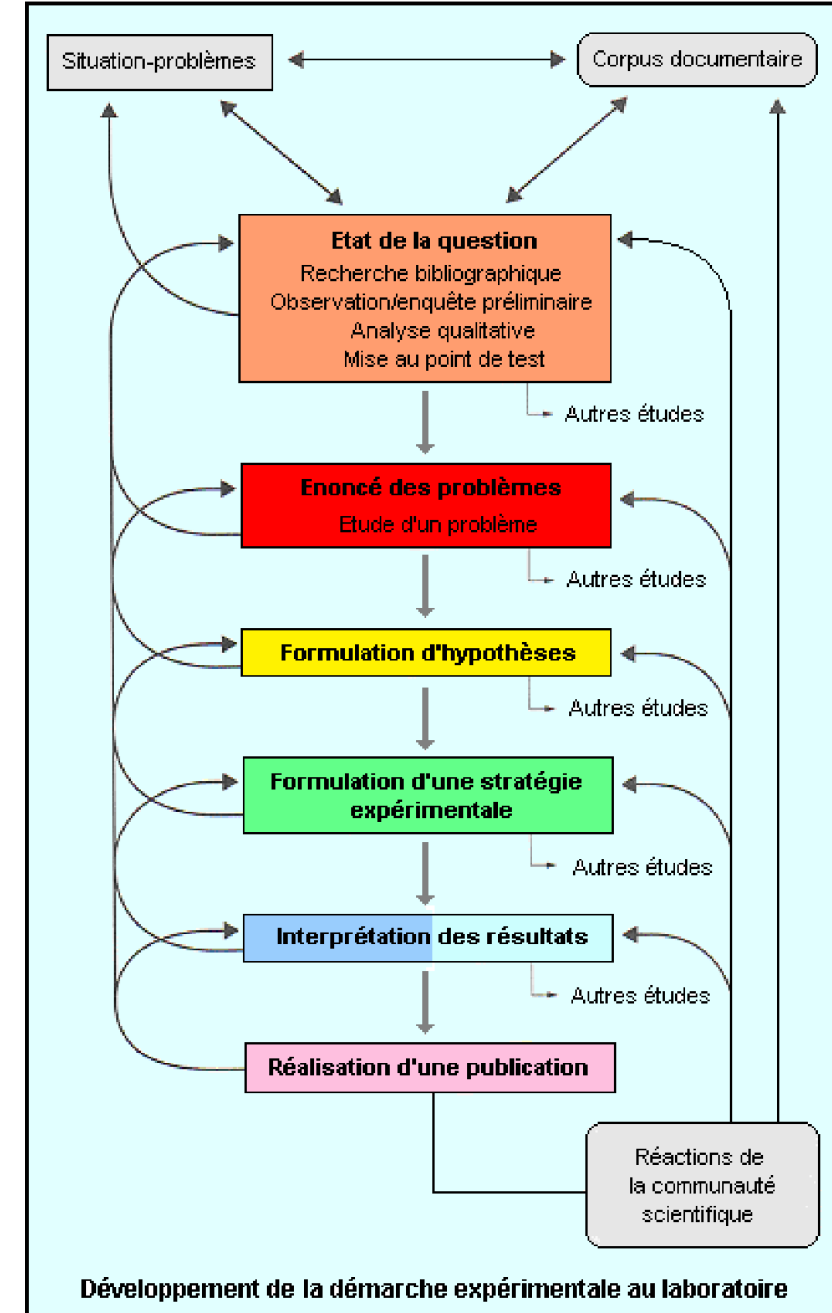 Situation-problèmes
Corpus documentaire
Etat de la question
Recherche bibliographique
Observation/enquête préliminaire
Analyse qualitative
Mise au point de test
Autres études
Enoncé des problèmes
Etude d'un problème
Autres études
Formulation d'hypothèses
Autres études
Formulation d'une stratégie
expérimentale
Autres études
Interprétation des résultats
Autres études
Réalisation d'une publication
Réactions de
la communauté
scientifique
Développement de la démarche expérimentale au laboratoire